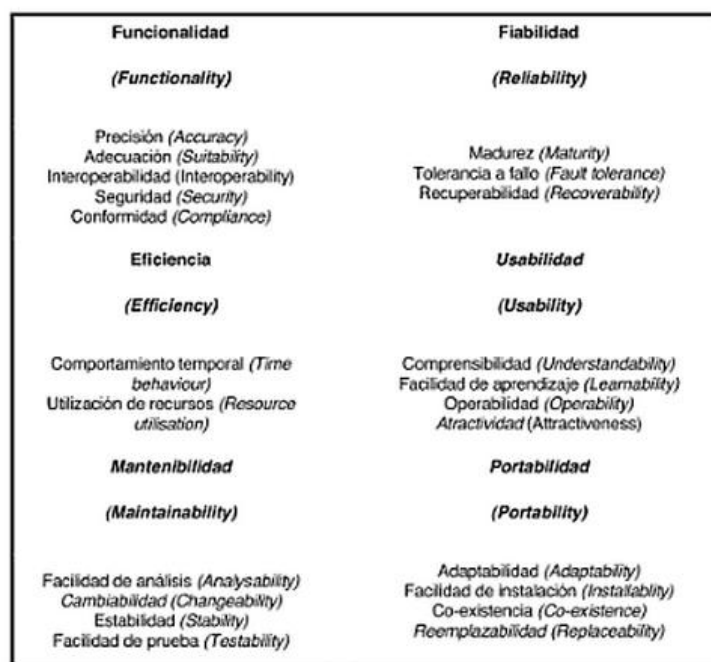 Funcionalidad
(Functionality)
Precisión (Accuracy)
Adecuación (Suitability)
Interoperabilidad (Interoperability)
Seguridad (Security)
Conformidad (Compliance)
Fiabilidad
(Reliability)
Madurez (Maturity)
Tolerancia a fallo (Fault tolerance)
Recuperabilidad (Recoverability)
Eficiencia
(Efficiency)
Comportamiento temporal (Time
behaviour)
Utilización de recursos (Resource
utilisation)
Usabilidad
(Usability)
Comprensibilidad (Understandability)
Facilidad de aprendizaje (Learnability)
Operabilidad (Operability)
Atractividad (Attractiveness)
Mantenibilidad
(Maintainability)
Facilidad de análisis (Analysability)
Cambiabilidad (Changeability)
Estabilidad (Stability)
Facilidad de prueba (Testability)
Portabilidad
(Portability)
Adaptabilidad (Adaptability)
Facilidad de instalación (Installablity)
Co-existencia (Co-existence)
Reemplazabilidad (Replaceability)